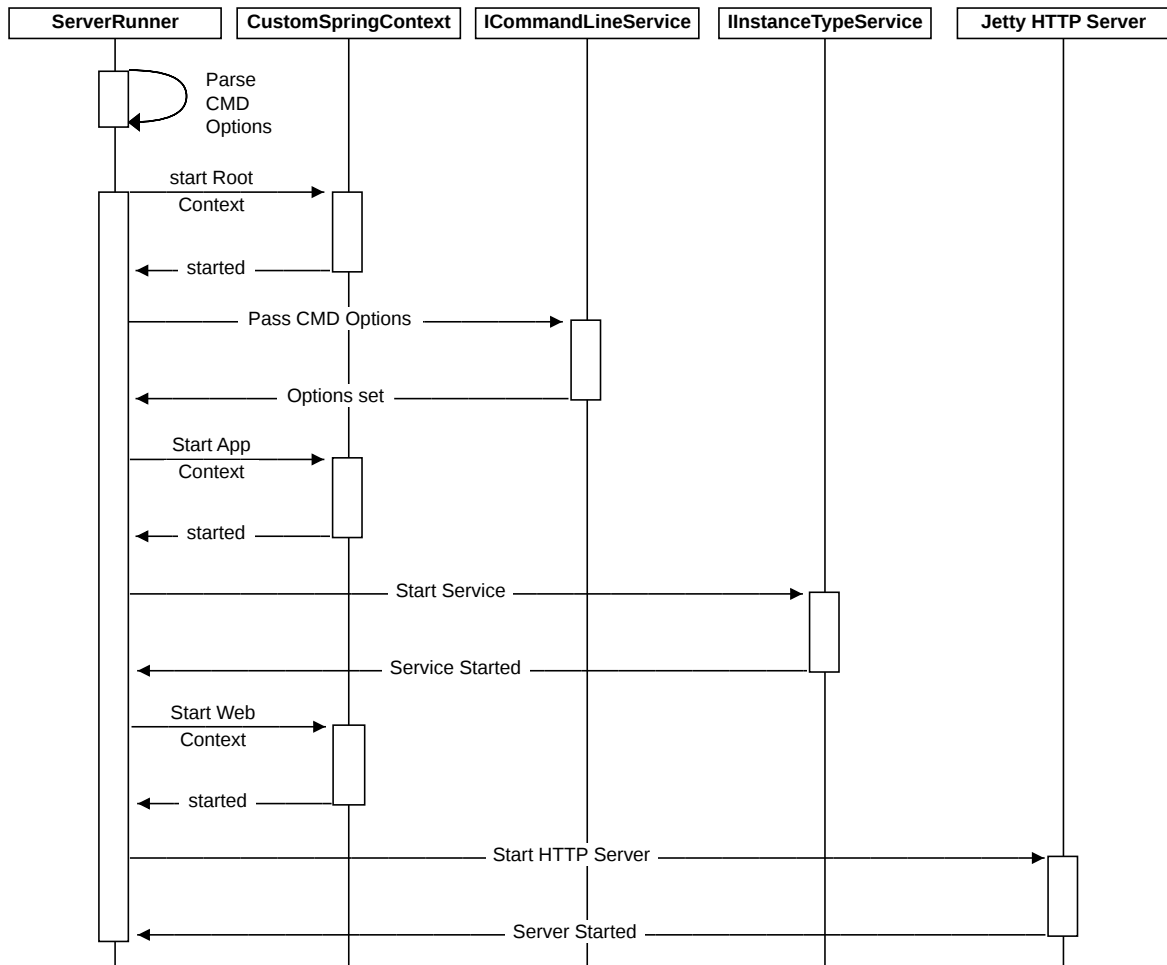 ServerRunner
CustomSpringContext
ICommandLineService
IInstanceTypeService
Jetty HTTP Server
Parse
CMD
Options
start Root
Context
started
Pass CMD Options
Options set
Start App
Context
started
Start Service
Service Started
Start Web
Context
started
Start HTTP Server
Server Started